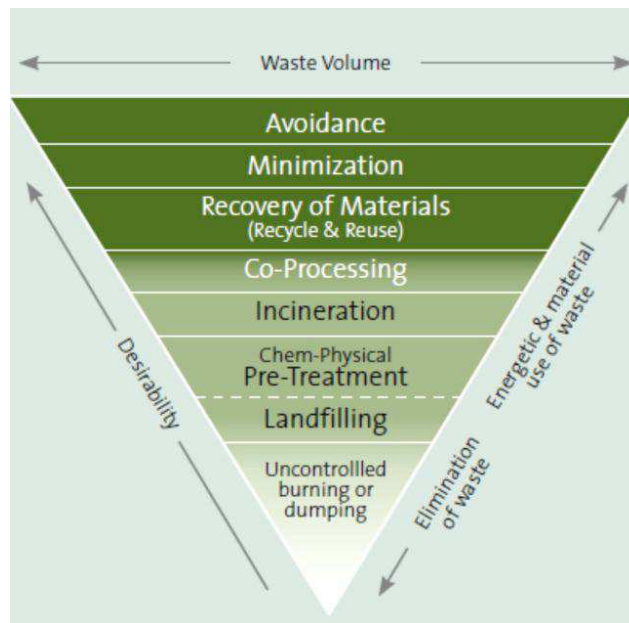 Waste Volume
Avoidance
Minimization
Recovery of Materials
(Recycle & Reuse)
Co-Processing
Incineration
Chem-Physical
Pre-Treatment
Landfilling
Uncontrollled
burning or
dumping
Desirability
Energetic & material
use of waste
Elimination
of waste